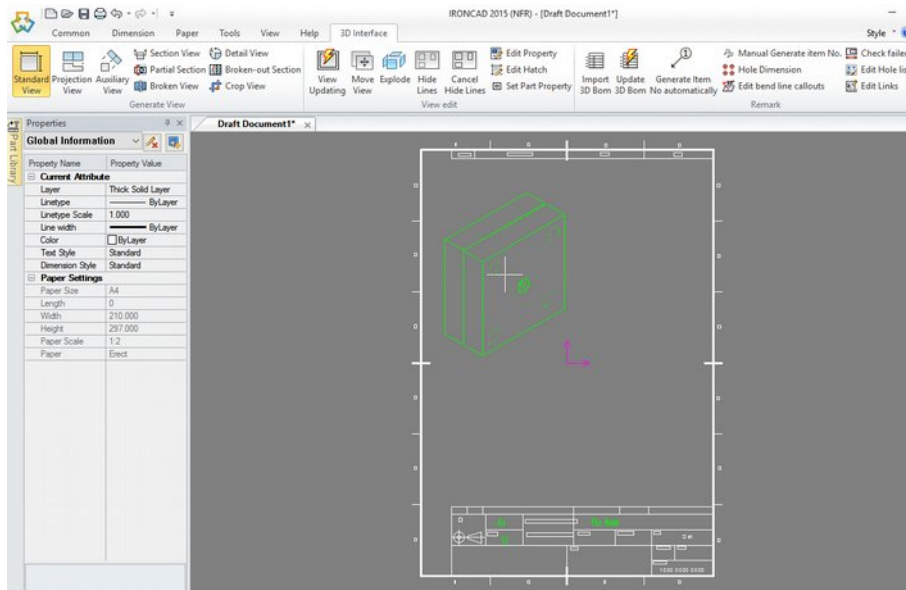 IRONCAD 2015 (NFR) - [Draft Document1*]
Common Dimension Paper Tools View Help 3D Interface Style
Standard View
Projection View
Auxiliary View
Section View
Partial Section
Broken View
Detail View
Broken-out Section
Crop View
Generate View
View Updating
Move View
Explode
Hide Lines
Cancel Hide Lines
Edit Property
Edit Hatch
Set Part Property
View edit
Import 3D Bom
Update 3D Bom
Generate Item No automatically
Manual Generate item No.
Hole Dimension
Edit bend line callouts
Check failed
Edit Hole lis
Edit Links
Remark
Part Library
Properties
Draft Document1*
Global Information
Property Name Property Value
Current Attribute
Layer Thick Solid Layer
Linetype ByLayer
Linetype Scale 1.000
Line width ByLayer
Color ByLayer
Text Style Standard
Dimension Style Standard
Paper Settings
Paper Size A4
Length 0
Width 210.000
Height 297.000
Paper Scale 1:2
Paper Erect